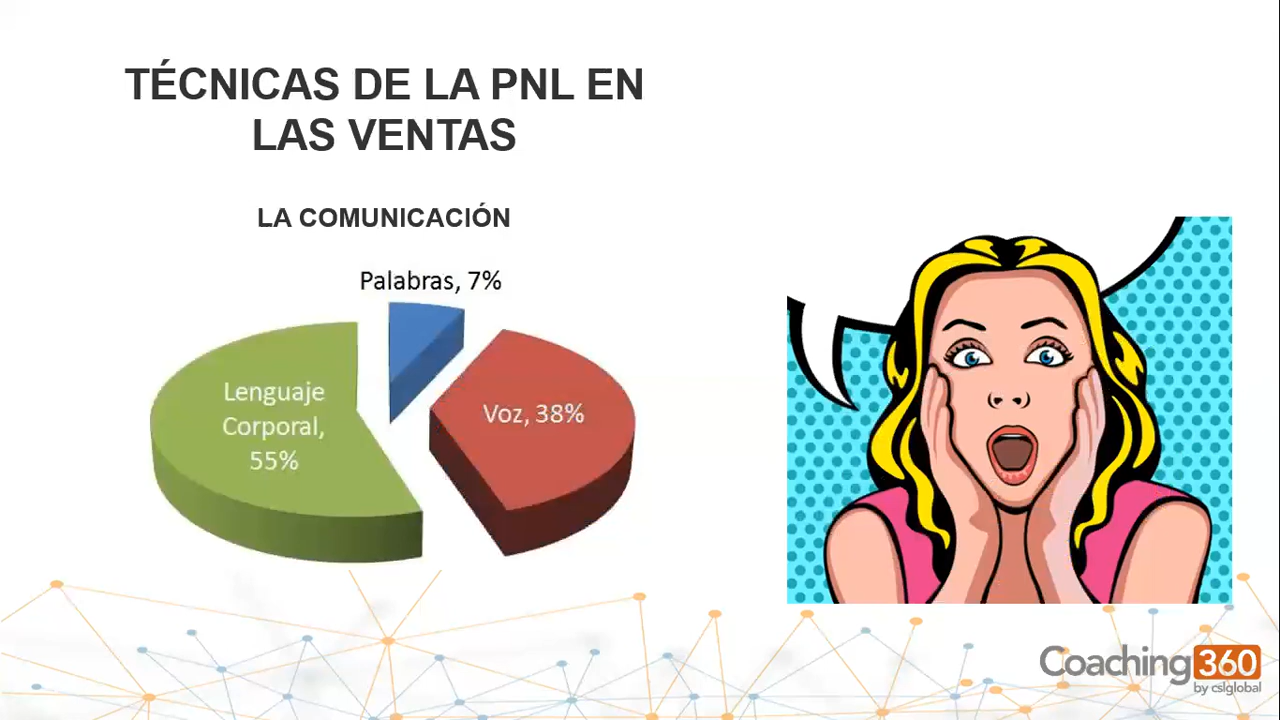 TÉCNICAS DE LA PNL EN
LAS VENTAS
LA COMUNICACIÓN
Palabras, 7%
Lenguaje
Corporal,
55%
Voz, 38%
Coaching360
by cslglobal